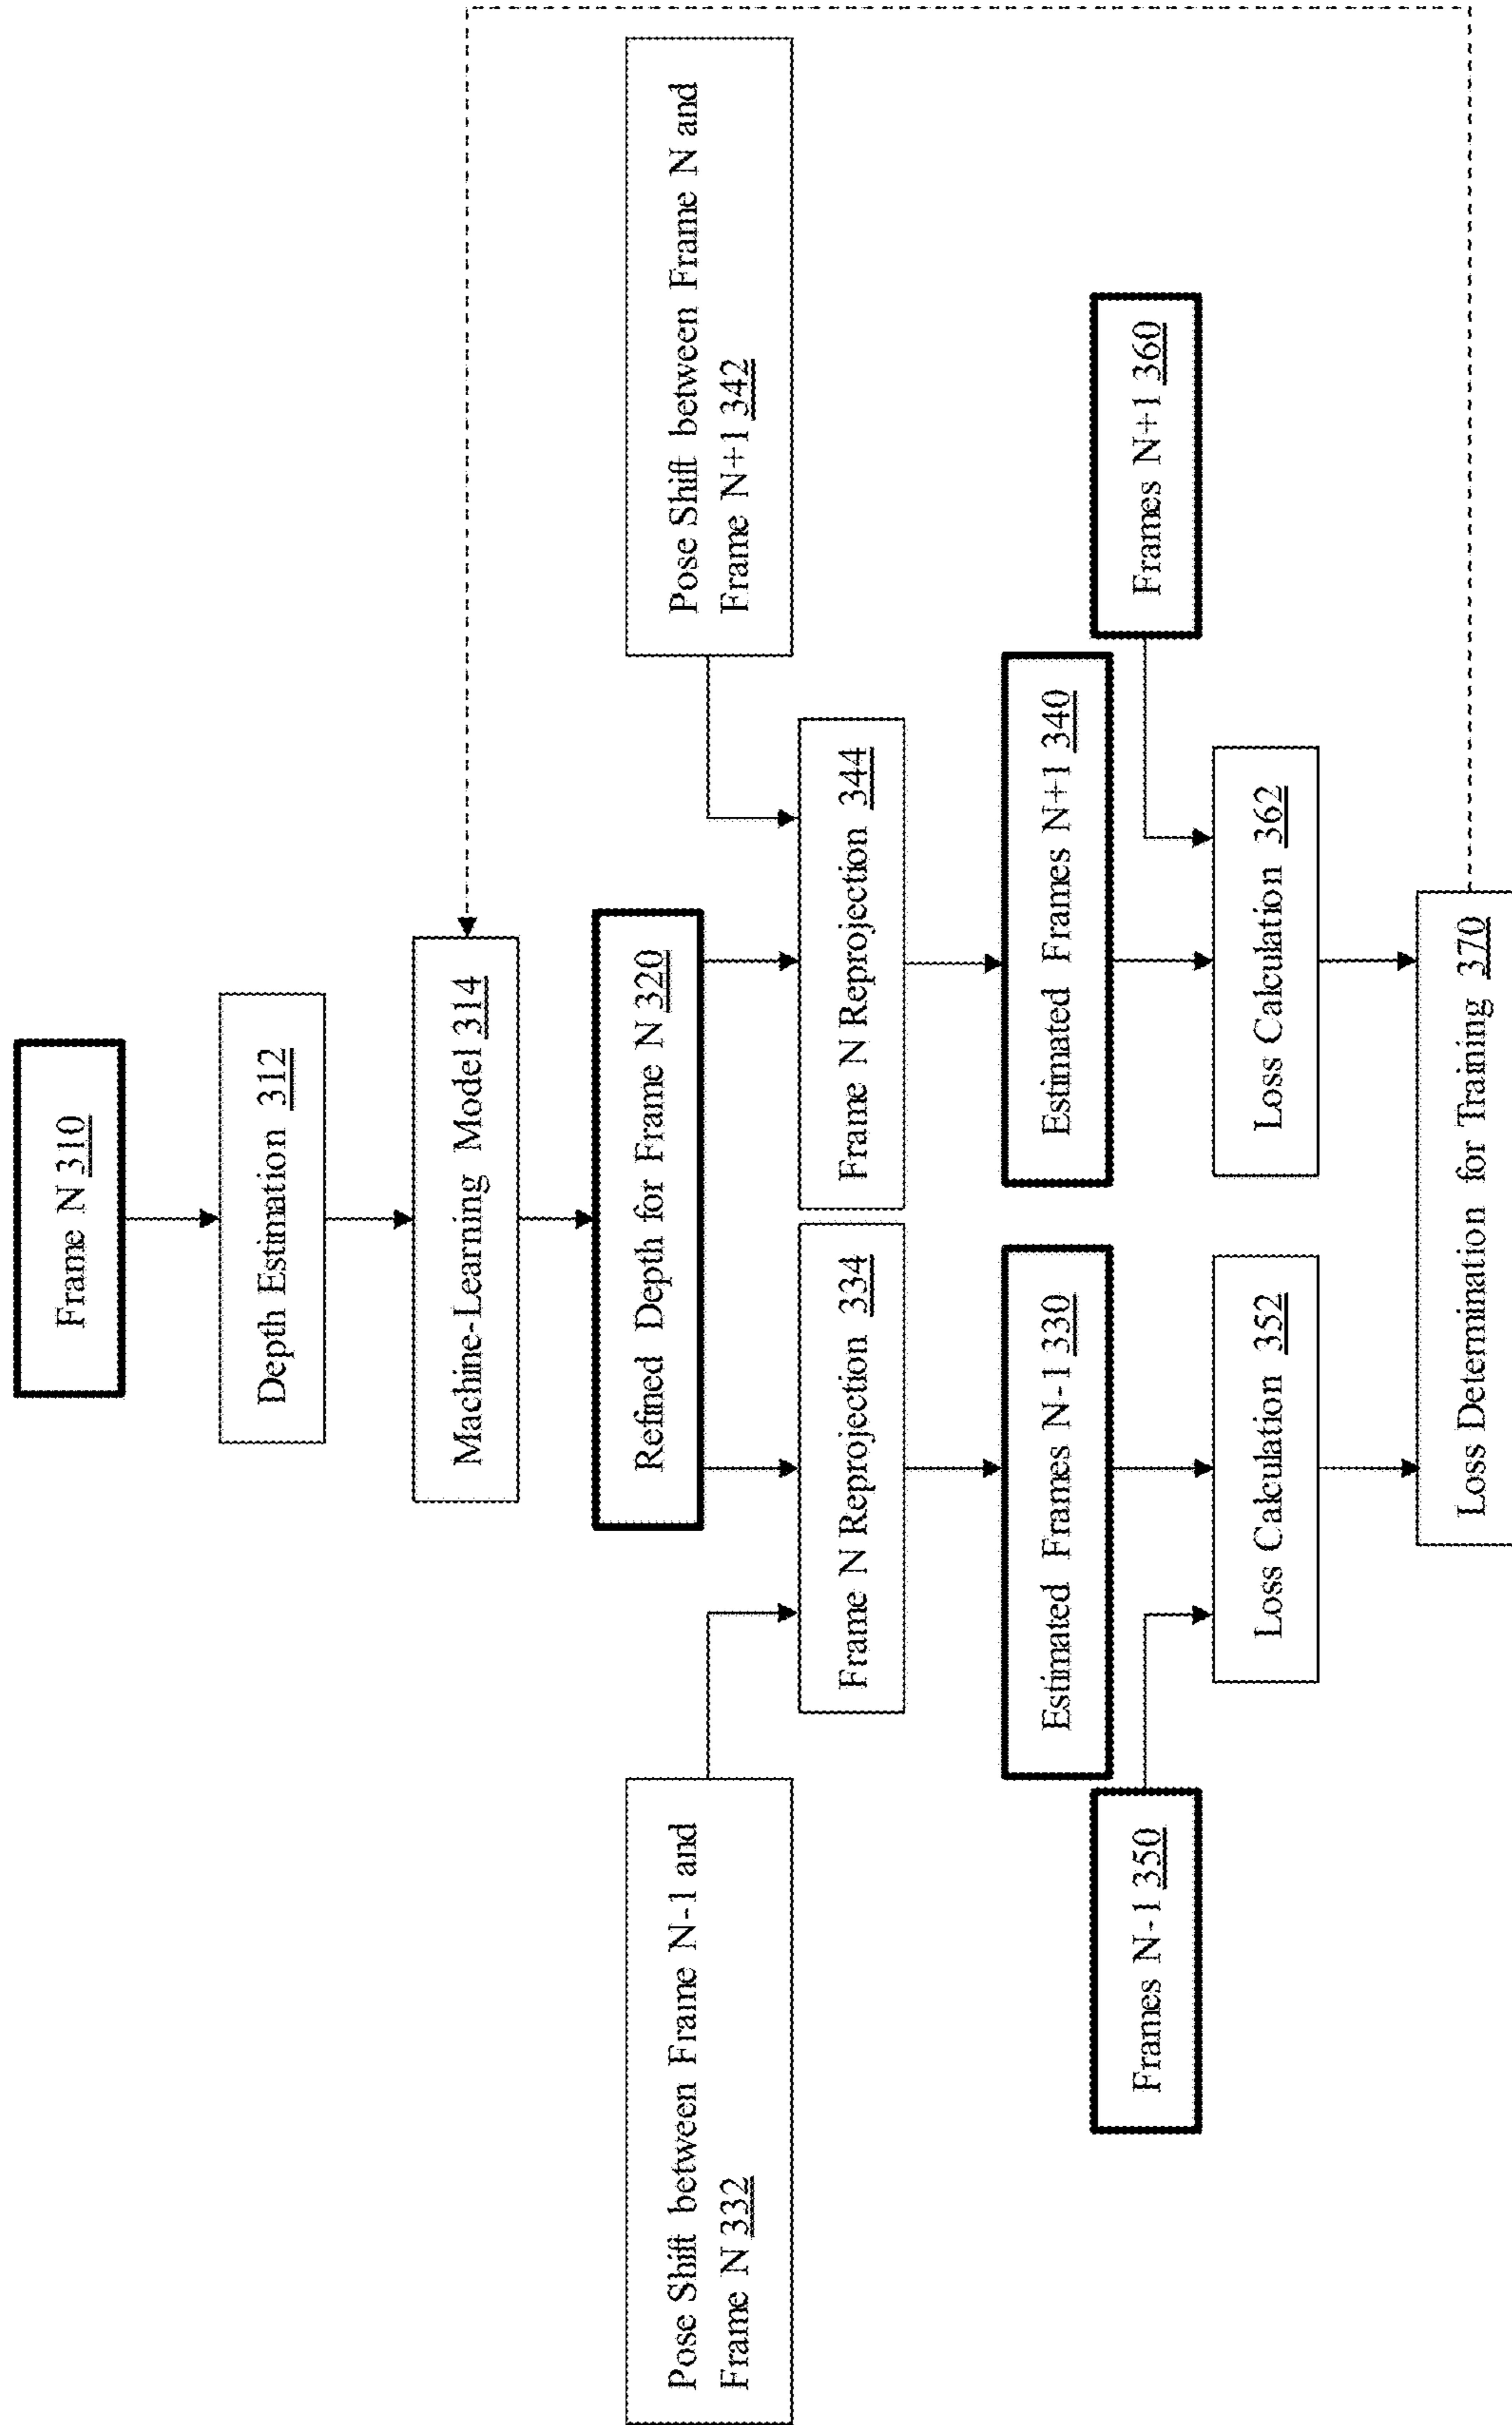 Frame N 310
Depth Estimation 312
Machine-Learning Model 314
Refined Depth for Frame N 320
Pose Shift between Frame N-1 and
Frame N 332
Pose Shift between Frame N and
Frame N+1 342
Frame N Reprojection 334
Frame N Reprojection 344
Estimated Frames N-1 330
Estimated Frames N+1 340
Frames N-1 350
Frames N+1 360
Loss Calculation 352
Loss Calculation 362
Loss Determination for Training 370